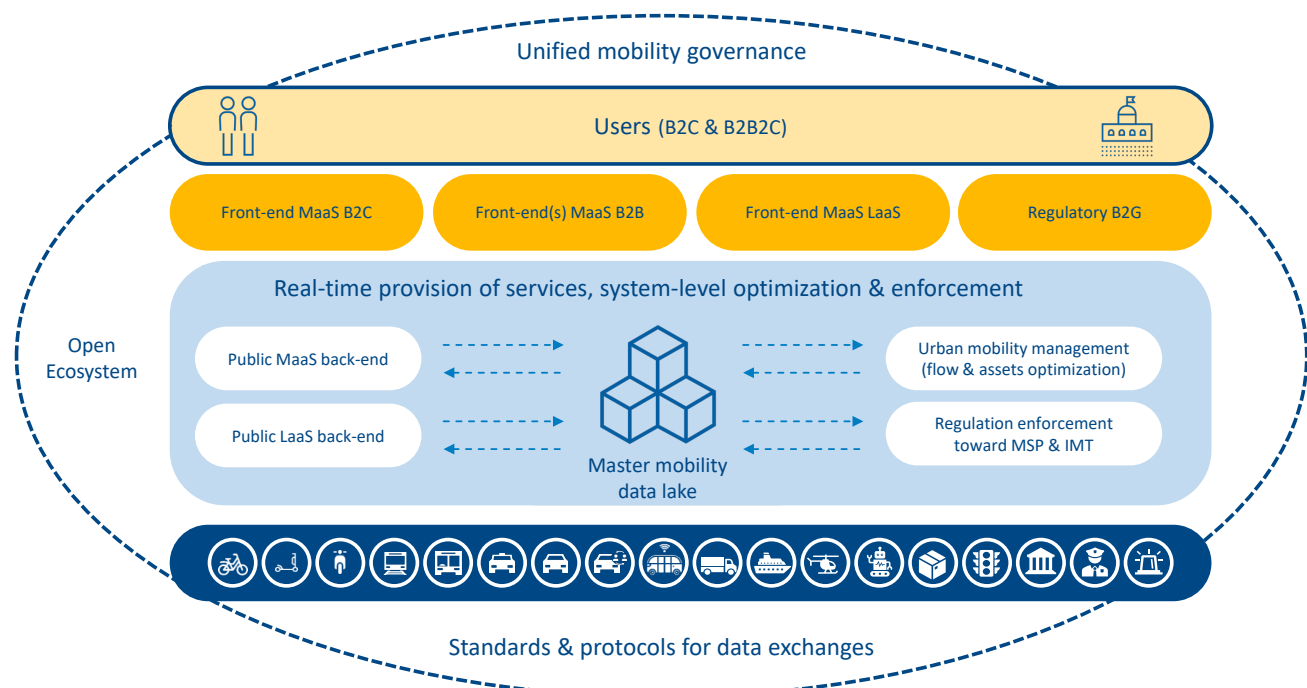 Unified mobility governance
Users (B2C & B2B2C)
Front-end MaaS B2C
Front-end(s) MaaS B2B
Front-end MaaS LaaS
Regulatory B2G
Real-time provision of services, system-level optimization & enforcement
Open
Ecosystem
Public MaaS back-end
Urban mobility management
(flow & assets optimization)
Public LaaS back-end
Regulation enforcement
toward MSP & IMT
Master mobility
data lake
Standards & protocols for data exchanges